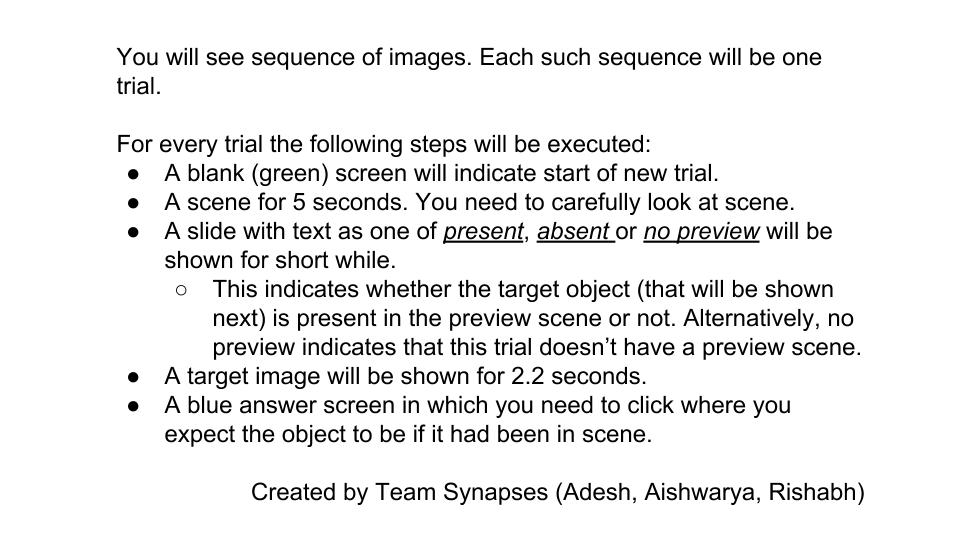 You will see sequence of images. Each such sequence will be one
trial.
For every trial the following steps will be executed:
● A blank (green) screen will indicate start of new trial.
● A scene for 5 seconds. You need to carefully look at scene.
● A slide with text as one of present, absent or no preview will be
shown for short while.
○ This indicates whether the target object (that will be shown
next) is present in the preview scene or not. Alternatively, no
preview indicates that this trial doesn’t have a preview scene.
● A target image will be shown for 2.2 seconds.
● A blue answer screen in which you need to click where you
expect the object to be if it had been in scene.
Created by Team Synapses (Adesh, Aishwarya, Rishabh)